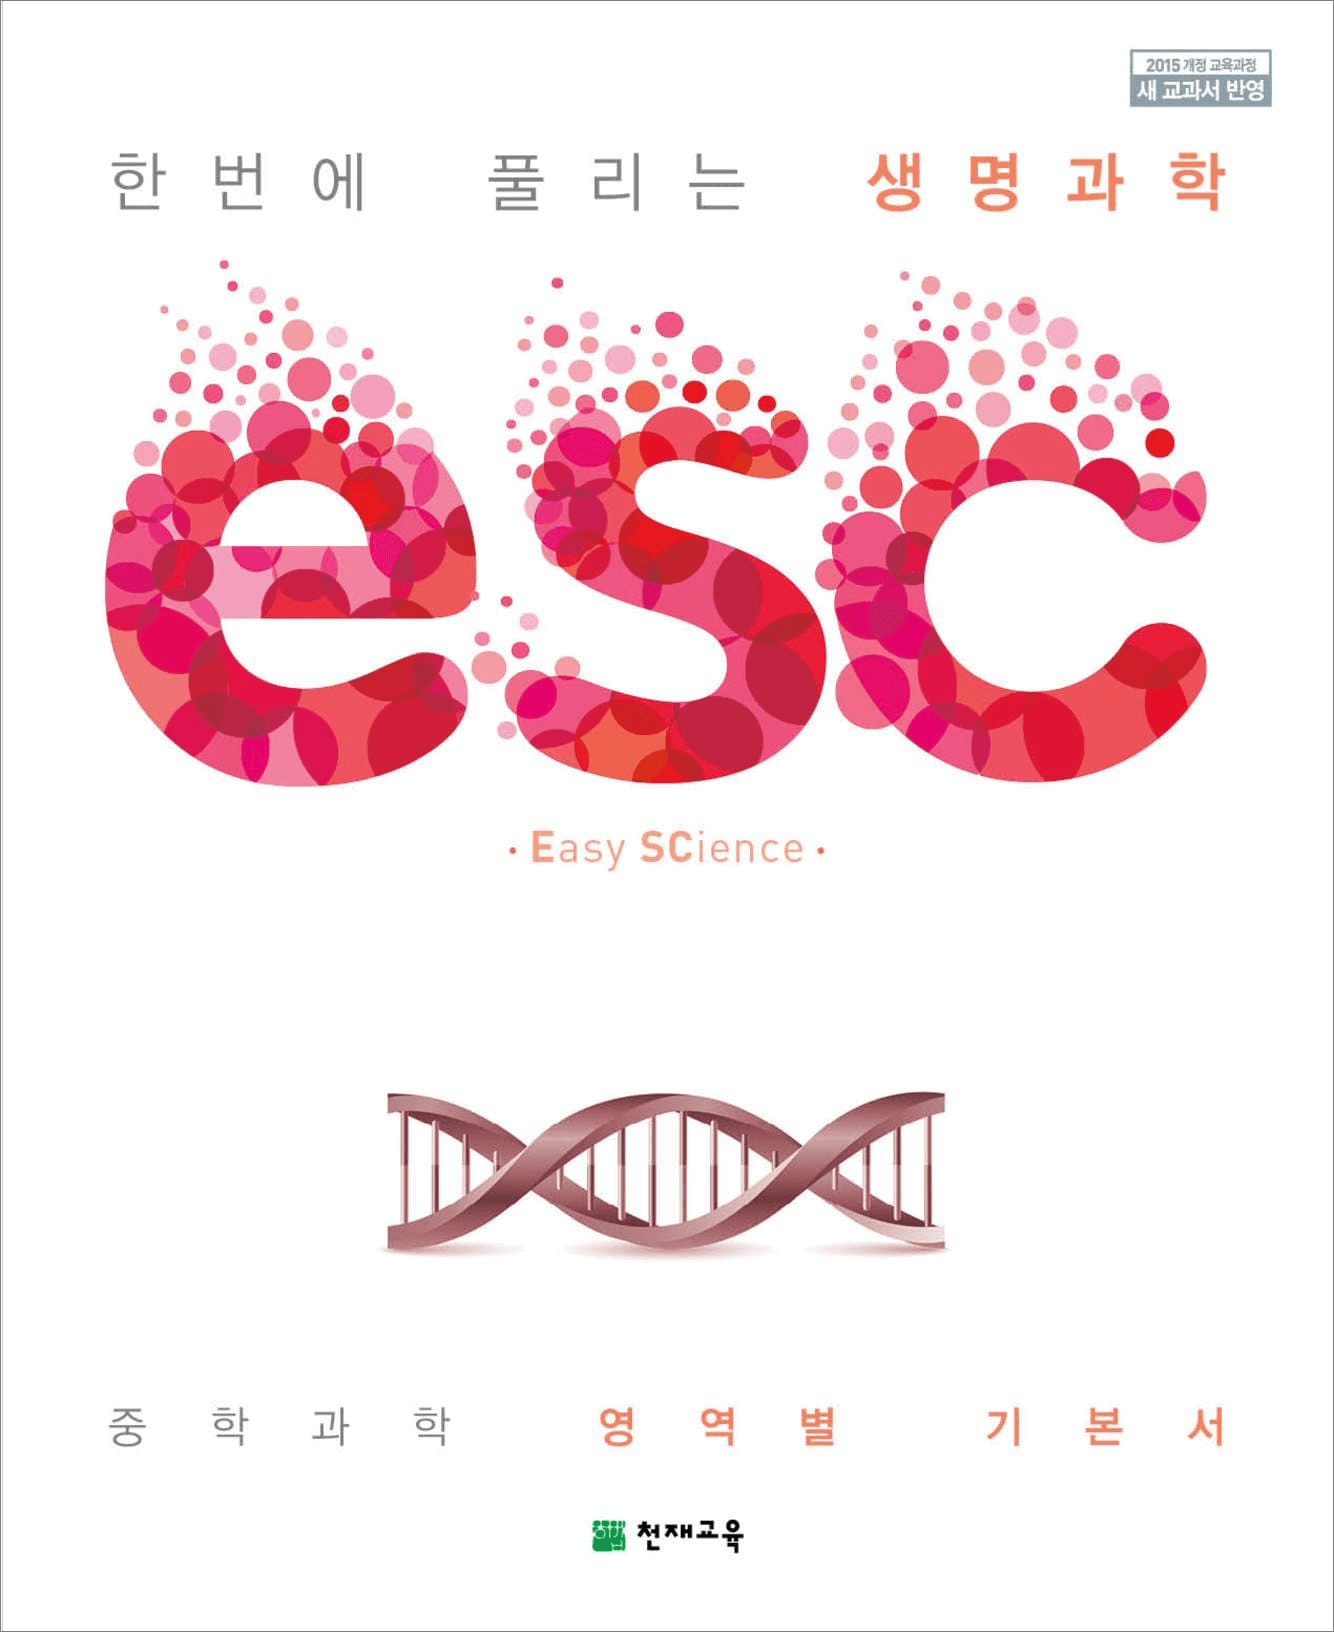 2015 개정 교육과정
새 교과서 반영
한번에 풀리는 생명과학
esc
· Easy SCience ·
중학과학 영역별 기본서
천재교육